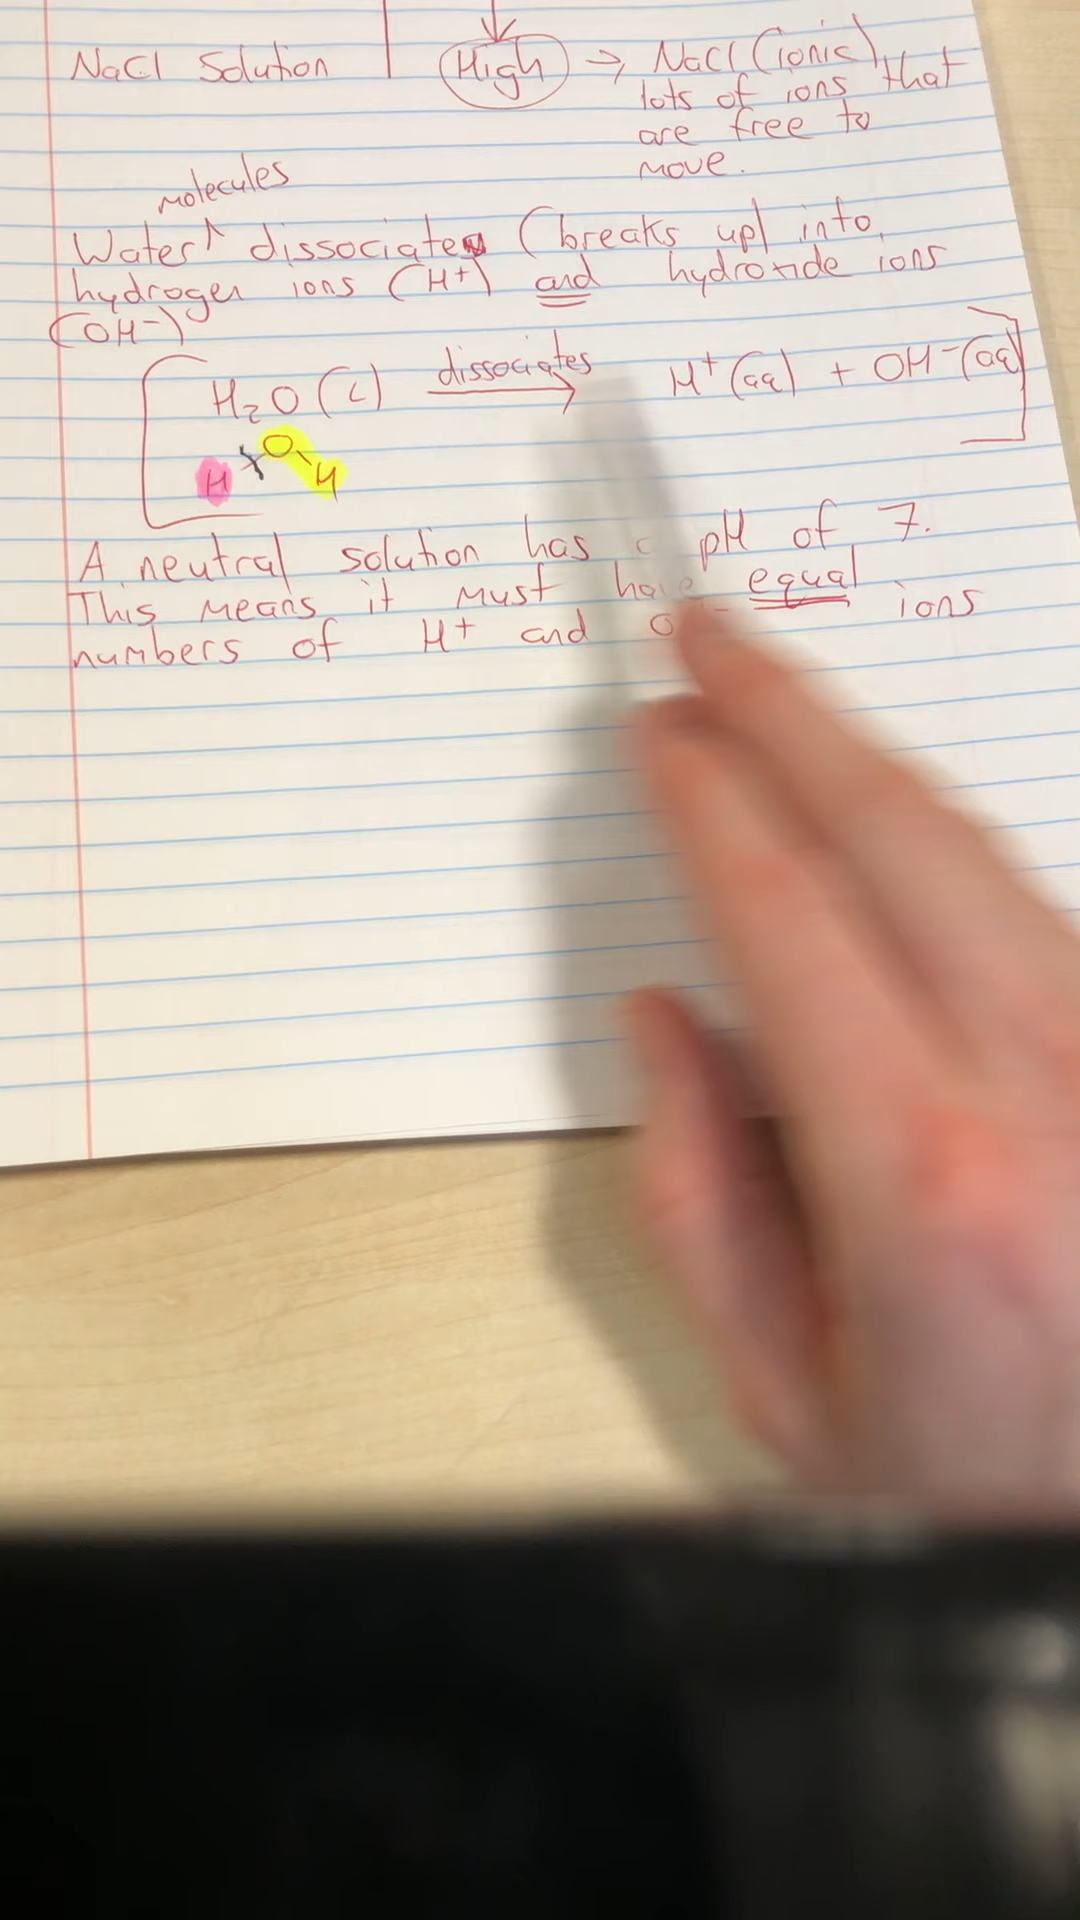 NaCl Solution High → NaCl (ionic), that
lots of ions
are free to
move.
molecules
Water ^ dissociate (breaks up) into
hydrogen ions (H+) and hydroxide ions
(OH-)
H2O (L) dissociates → H+ (aq) + OH- (aq)
H O H
A neutral solution has a pH of 7.
This means it must have equal
numbers of H+ and ions